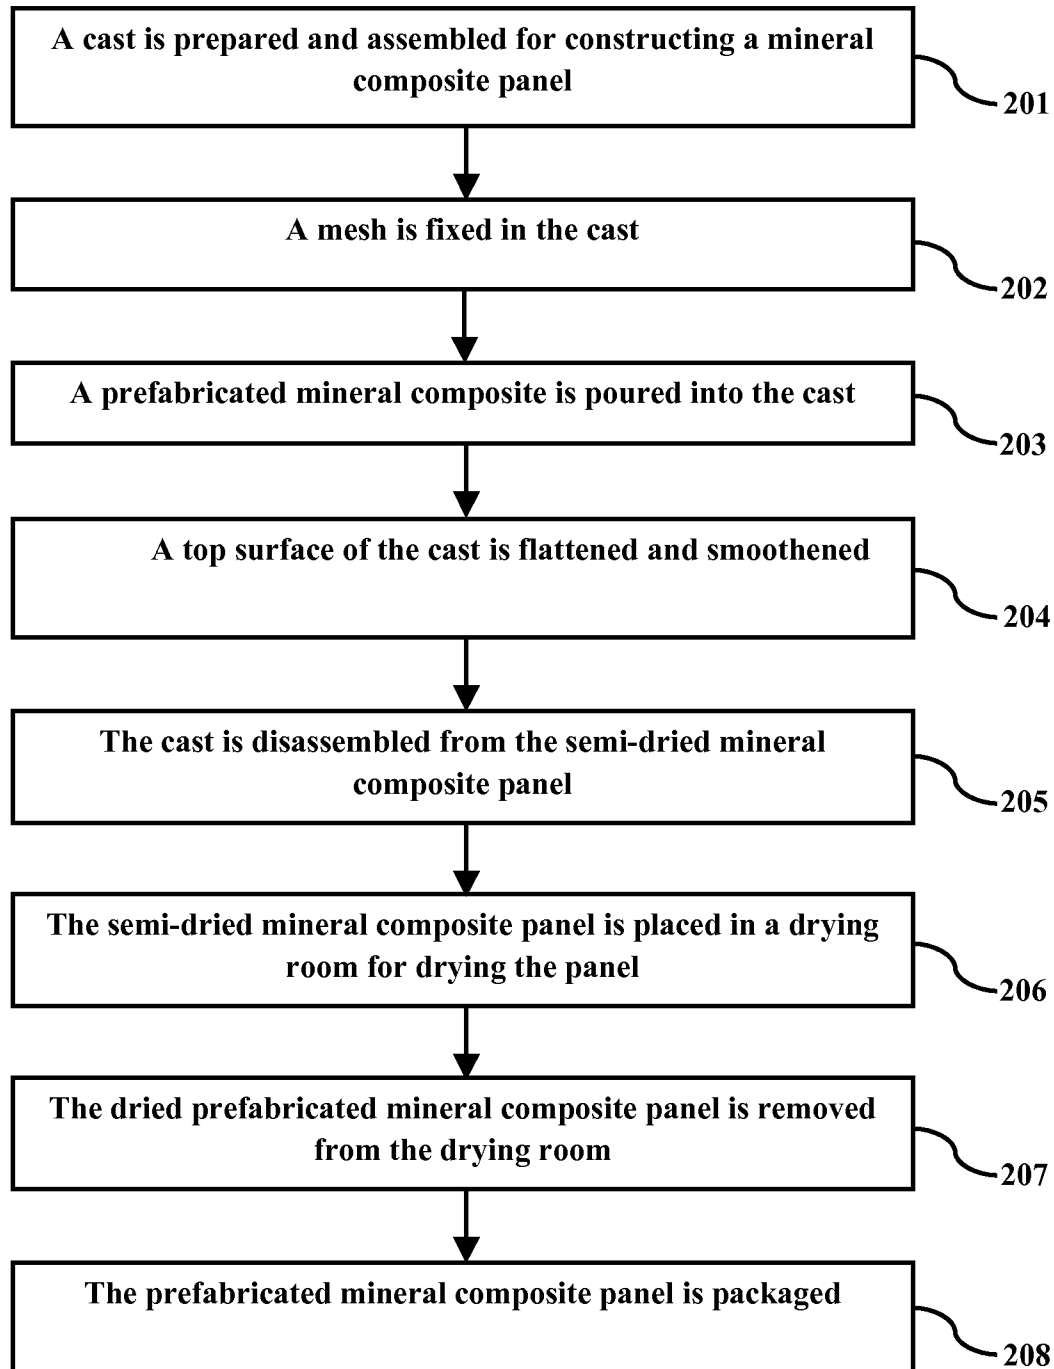 A cast is prepared and assembled for constructing a mineral
composite panel
201
A mesh is fixed in the cast
202
A prefabricated mineral composite is poured into the cast
203
A top surface of the cast is flattened and smoothened
204
The cast is disassembled from the semi-dried mineral
composite panel
205
The semi-dried mineral composite panel is placed in a drying
room for drying the panel
206
The dried prefabricated mineral composite panel is removed
from the drying room
207
The prefabricated mineral composite panel is packaged
208